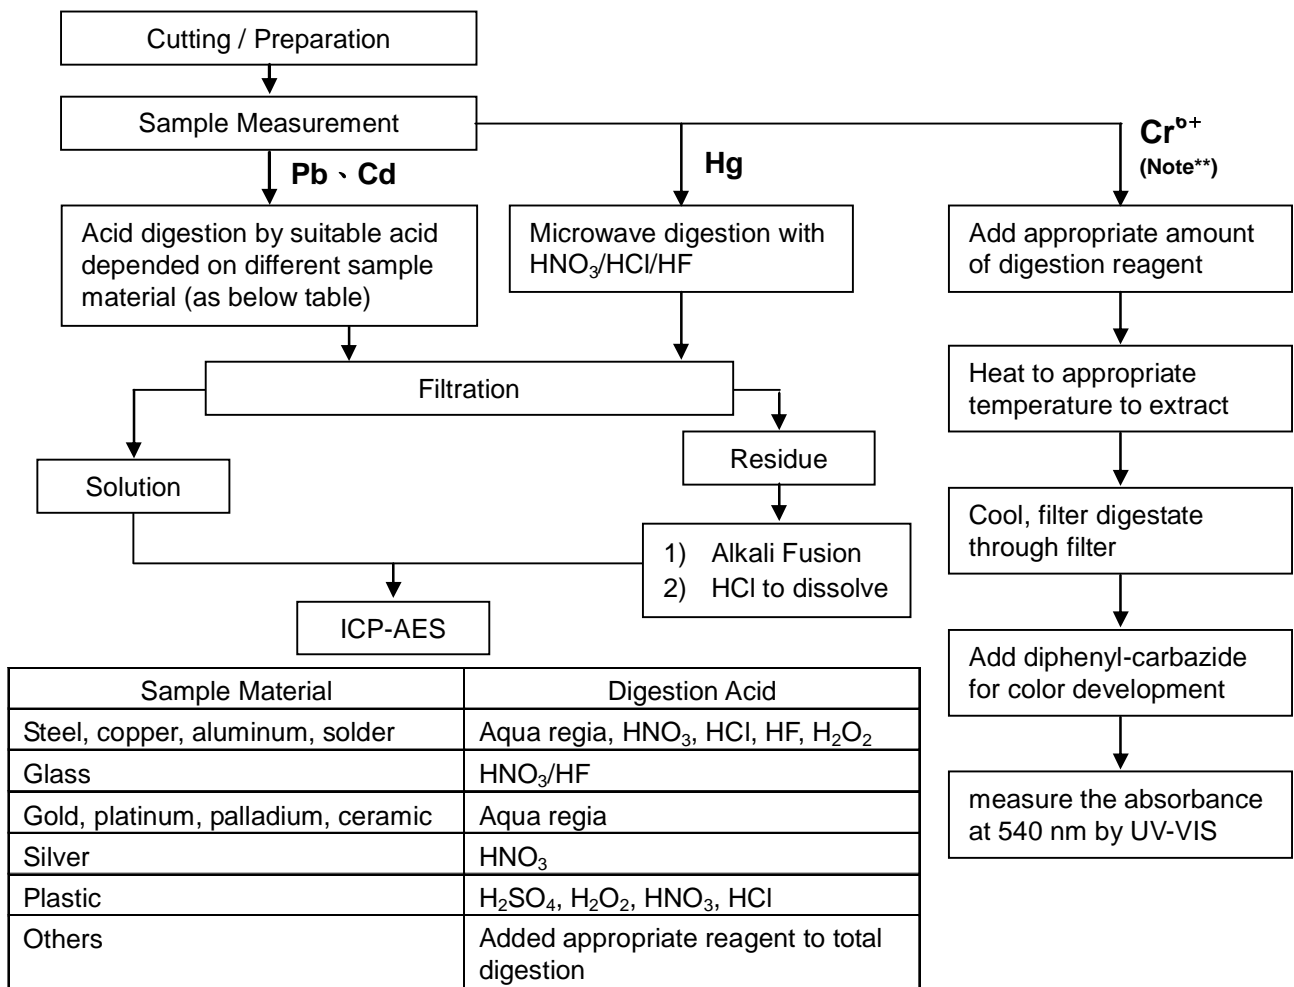 Cutting / Preparation
Sample Measurement
Pb、Cd
Hg
Cr⁶⁺
(Note**)
Acid digestion by suitable acid
depended on different sample
material (as below table)
Microwave digestion with
HNO₃/HCl/HF
Add appropriate amount
of digestion reagent
Filtration
Heat to appropriate
temperature to extract
Solution
Residue
Cool, filter digestate
through filter
1) Alkali Fusion
2) HCl to dissolve
ICP-AES
Add diphenyl-carbazide
for color development
measure the absorbance
at 540 nm by UV-VIS
Sample Material	Digestion Acid
Steel, copper, aluminum, solder	Aqua regia, HNO₃, HCl, HF, H₂O₂
Glass	HNO₃/HF
Gold, platinum, palladium, ceramic	Aqua regia
Silver	HNO₃
Plastic	H₂SO₄, H₂O₂, HNO₃, HCl
Others	Added appropriate reagent to total
digestion